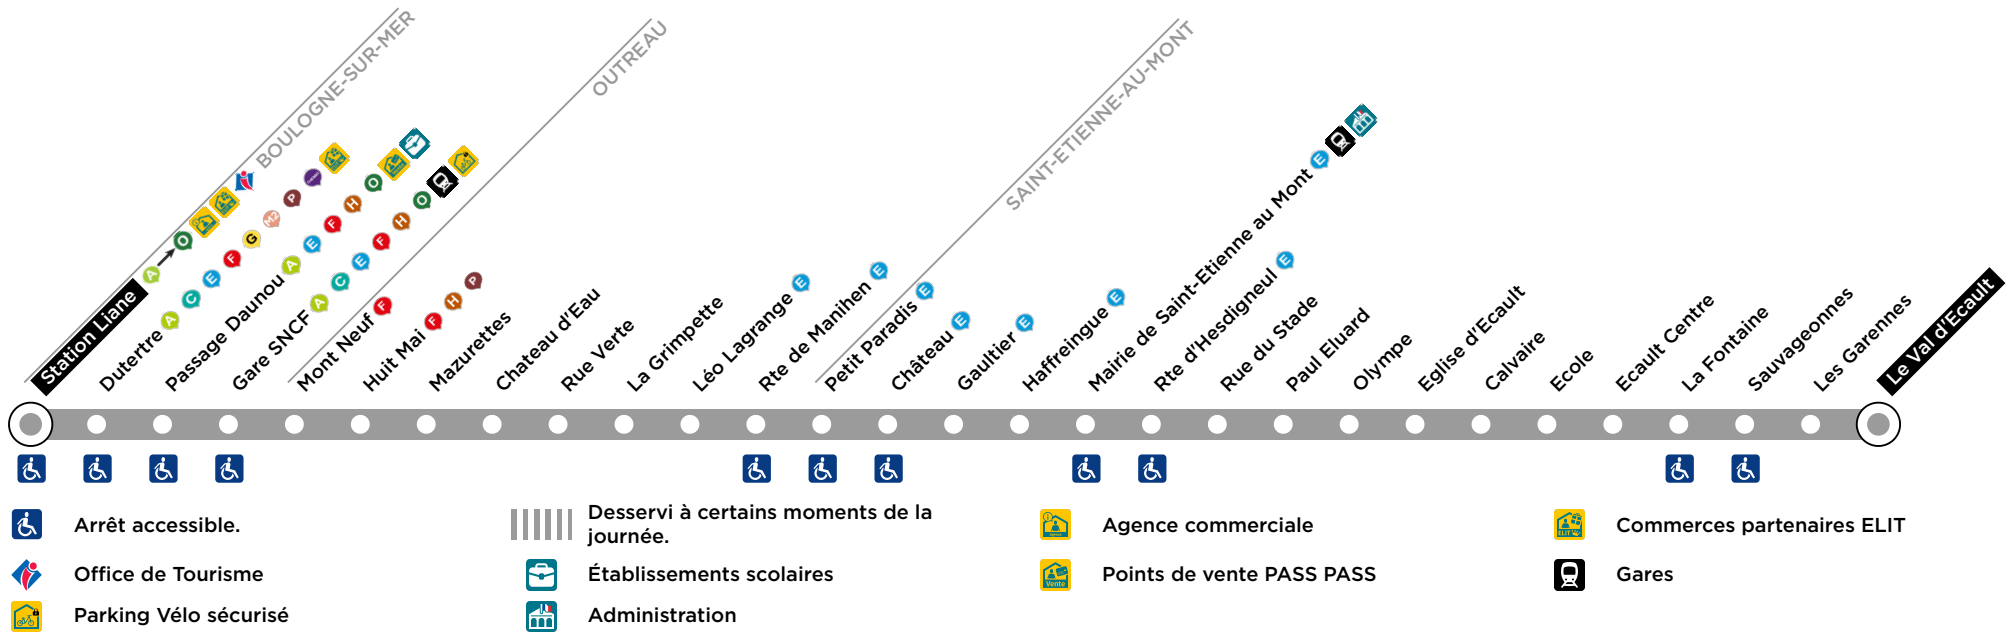 BOULOGNE-SUR-MER
OUTREAU
SAINT-ETIENNE-AU-MONT
Station Liane A O
Dutertre A C E F G M2 P
Passage Daunou A E F H O
Gare SNCF A C E F H O
Mont Neuf F
Huit Mai F H P
Mazurettes
Chateau d'Eau
Rue Verte
La Grimpette
Léo Lagrange E
Rte de Manihen E
Petit Paradis E
Château E
Gaultier E
Haffreingue E
Mairie de Saint-Etienne au Mont E
Rte d'Hesdigneul E
Rue du Stade
Paul Eluard
Olympe
Eglise d'Ecault
Calvaire
Ecole
Ecault Centre
La Fontaine
Sauvageonnes
Les Garennes
Le Val d'Ecault
Arrêt accessible.
Office de Tourisme
Parking Vélo sécurisé
Desservi à certains moments de la
journée.
Établissements scolaires
Administration
Agence commerciale
Vente
Points de vente PASS PASS
ELIT
Commerces partenaires ELIT
Gares